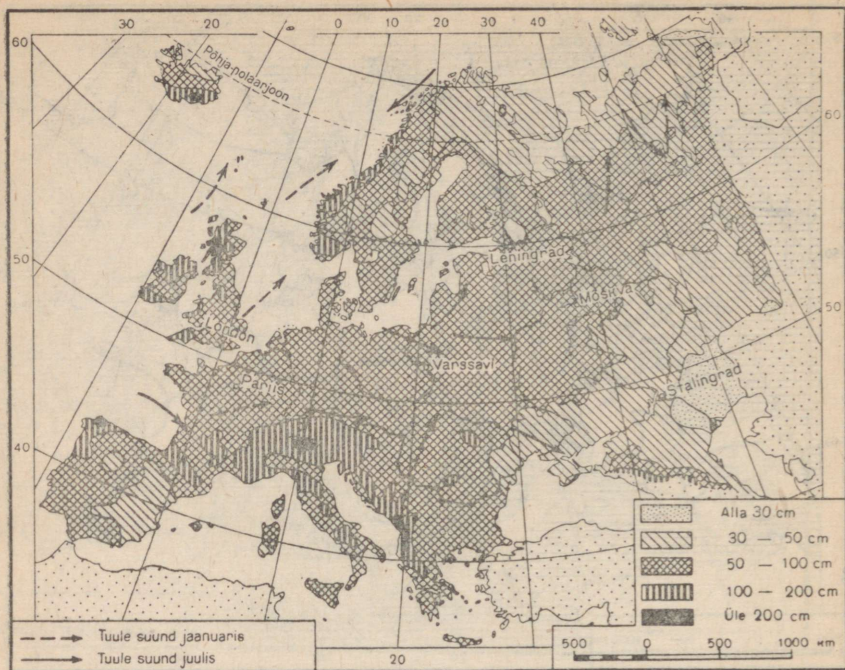 30 20 0 10 20 30 40
60
Põhja-polaarjoon
60
50
Leningrad
Moskva
50
London
Varssavi
Stalingrad
Pariis
40
40
Alla 30 cm
30 — 50 cm
50 — 100 cm
100 — 200 cm
Üle 200 cm
Tuule suund jaanuaris
Tuule suund juulis
20
500 0 500 1000 км